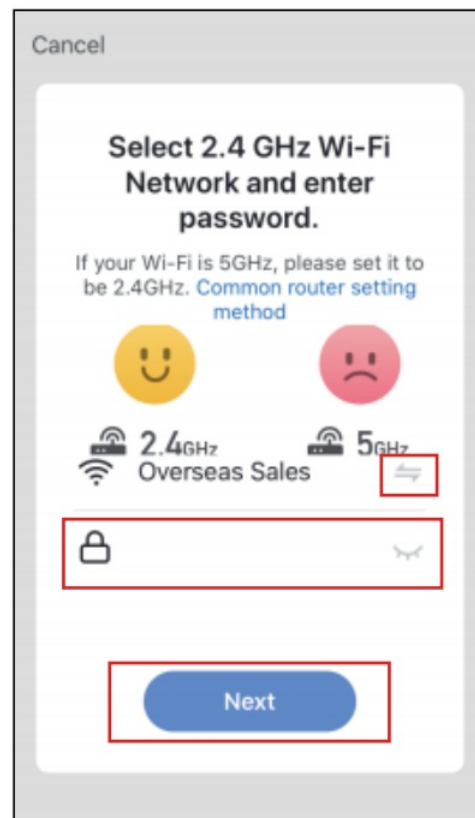 Cancel
Select 2.4 GHz Wi-Fi
Network and enter
password.
If your Wi-Fi is 5GHz, please set it to
be 2.4GHz. Common router setting
method
2.4GHz 5GHz
Overseas Sales
Next